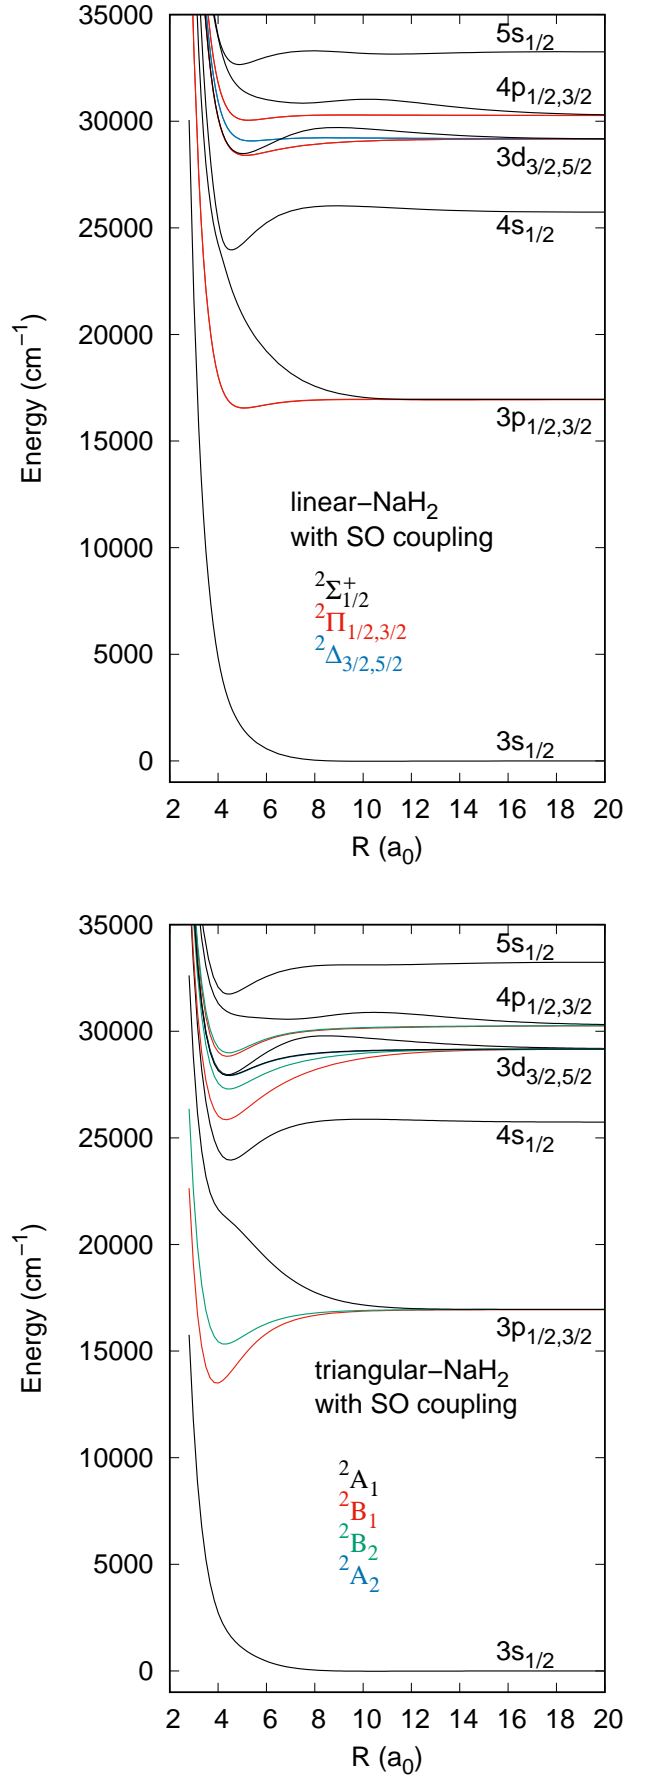 35000
30000
25000
20000
15000
10000
5000
0
Energy (cm⁻¹)
5s₁/₂
4p₁/₂,₃/₂
3d₃/₂,₅/₂
4s₁/₂
3p₁/₂,₃/₂
linear−NaH₂
with SO coupling
²Σ⁺₁/₂
²Π₁/₂,₃/₂
²Δ₃/₂,₅/₂
3s₁/₂
2 4 6 8 10 12 14 16 18 20
R (a₀)
35000
30000
25000
20000
15000
10000
5000
0
Energy (cm⁻¹)
5s₁/₂
4p₁/₂,₃/₂
3d₃/₂,₅/₂
4s₁/₂
3p₁/₂,₃/₂
triangular−NaH₂
with SO coupling
²A₁
²B₁
²B₂
²A₂
3s₁/₂
2 4 6 8 10 12 14 16 18 20
R (a₀)